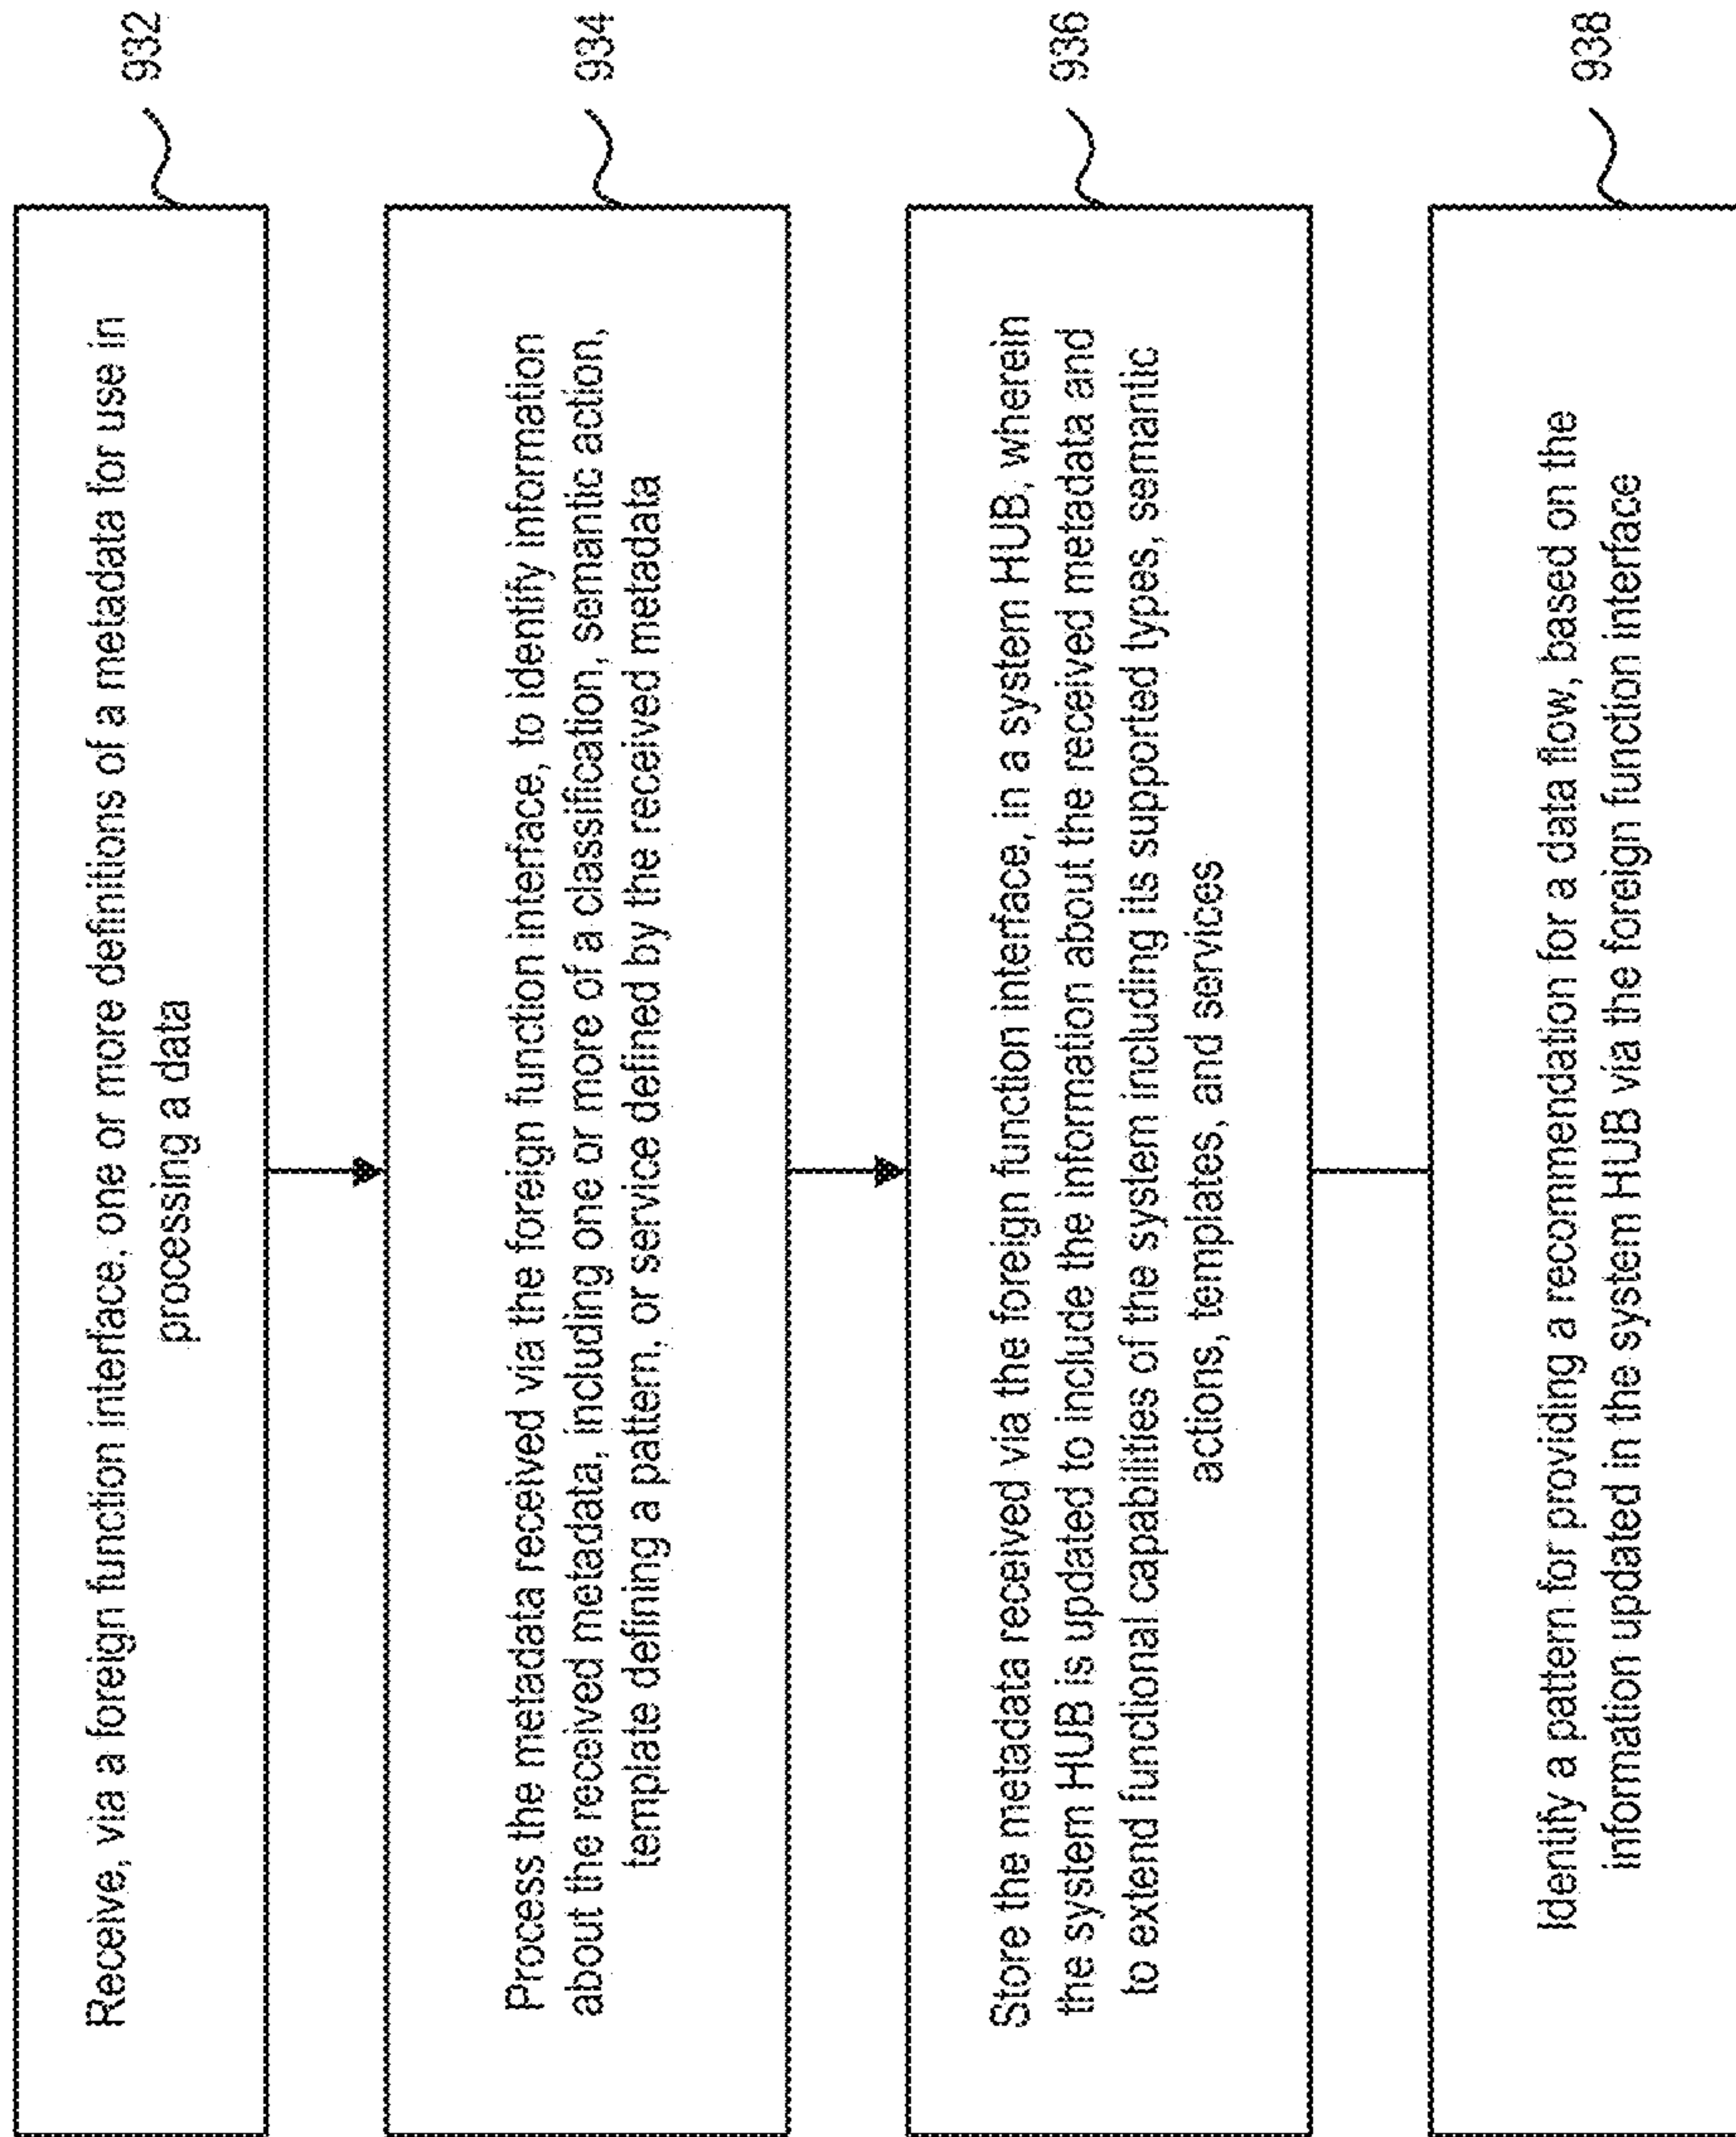 Receive, via a foreign function interface, one or more definitions of a metadata for use in
processing a data
932
Process the metadata received via the foreign function interface, to identify information
about the received metadata, including one or more of a classification, semantic action,
template defining a pattern, or service defined by the received metadata
934
Store the metadata received via the foreign function interface, in a system HUB, wherein
the system HUB is updated to include the information about the received metadata and
to extend functional capabilities of the system including its supported types, semantic
actions, templates, and services
936
Identify a pattern for providing a recommendation for a data flow, based on the
information updated in the system HUB via the foreign function interface
938